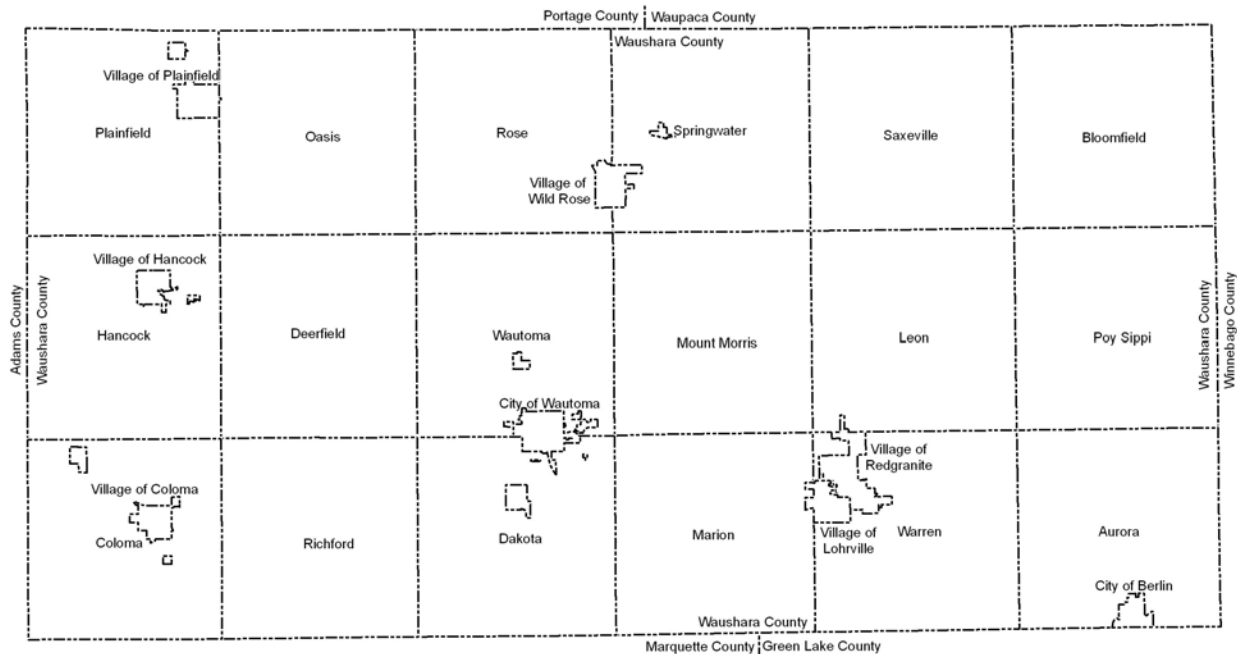 Portage County
Waupaca County
Waushara County
Village of Plainfield
Plainfield
Oasis
Rose
Springwater
Saxeville
Bloomfield
Village of
Wild Rose
Village of Hancock
Adams County
Waushara County
Hancock
Deerfield
Wautoma
Mount Morris
Leon
Poy Sippi
Waushara County
Winnebago County
City of Wautoma
Village of
Redgranite
Village of Coloma
Coloma
Richford
Dakota
Marion
Village of
Lohrville
Warren
Aurora
City of Berlin
Waushara County
Marquette County
Green Lake County